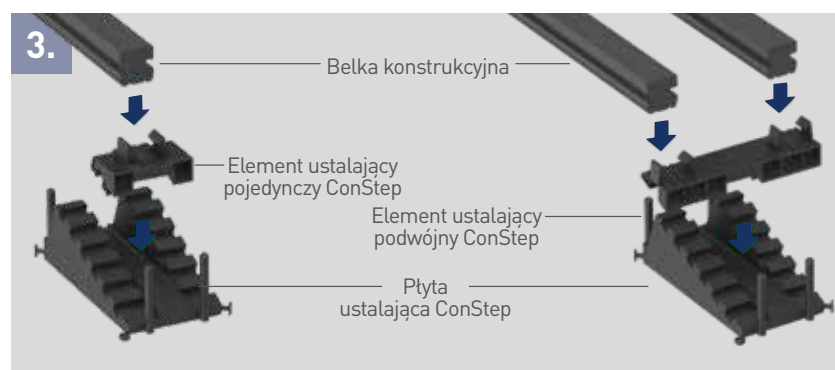 3.
Belka konstrukcyjna
Element ustalający
pojedynczy ConStep
Element ustalający
podwójny ConStep
Płyta
ustalająca ConStep